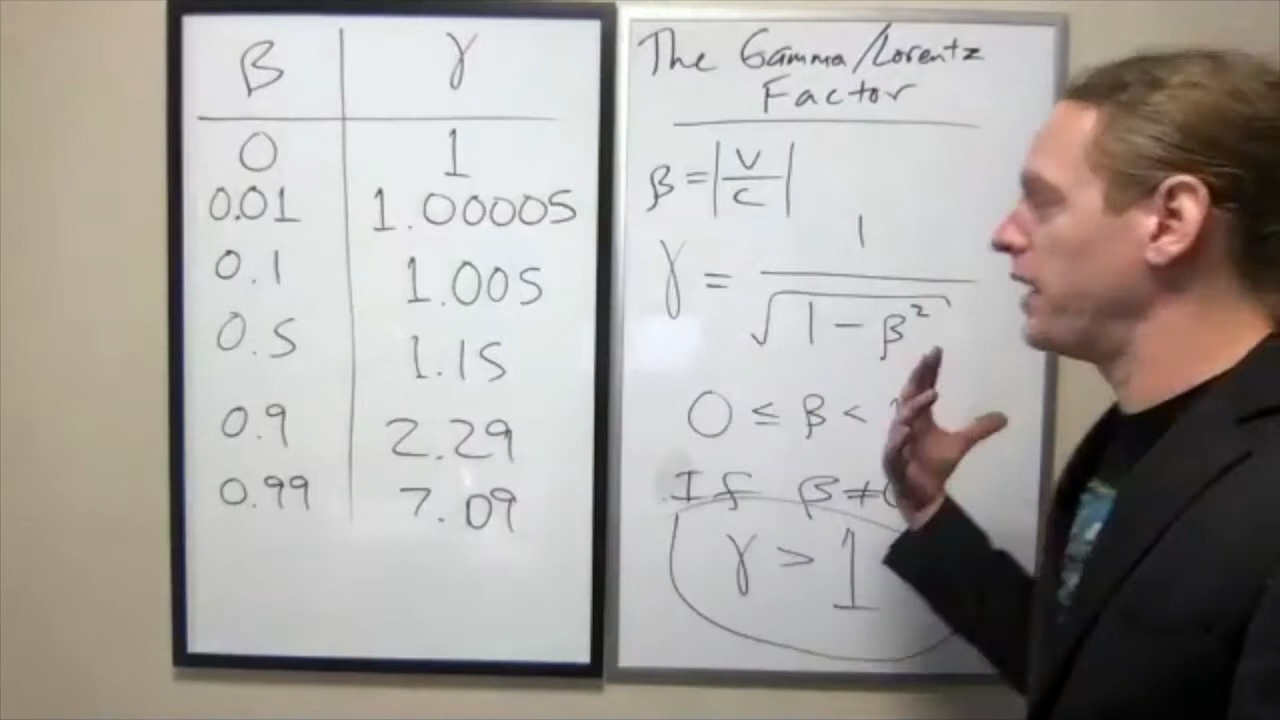 β γ
0 1
0.01 1.00005
0.1 1.005
0.5 1.15
0.9 2.29
0.99 7.09
The Gamma/Lorentz
Factor
β = |v/c|
γ = 1/√(1-β²)
0 ≤ β <
If β ≠
γ > 1